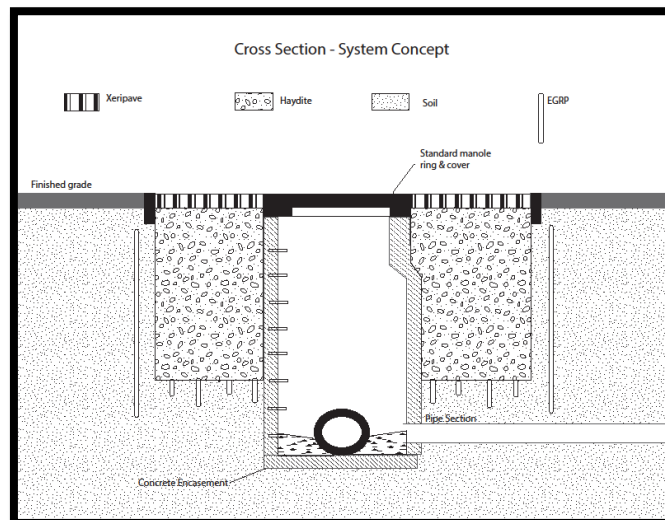 Cross Section - System Concept
Xeripave
Haydite
Soil
EGRP
Standard manole
ring & cover
Finished grade
Pipe Section
Concrete Encasement